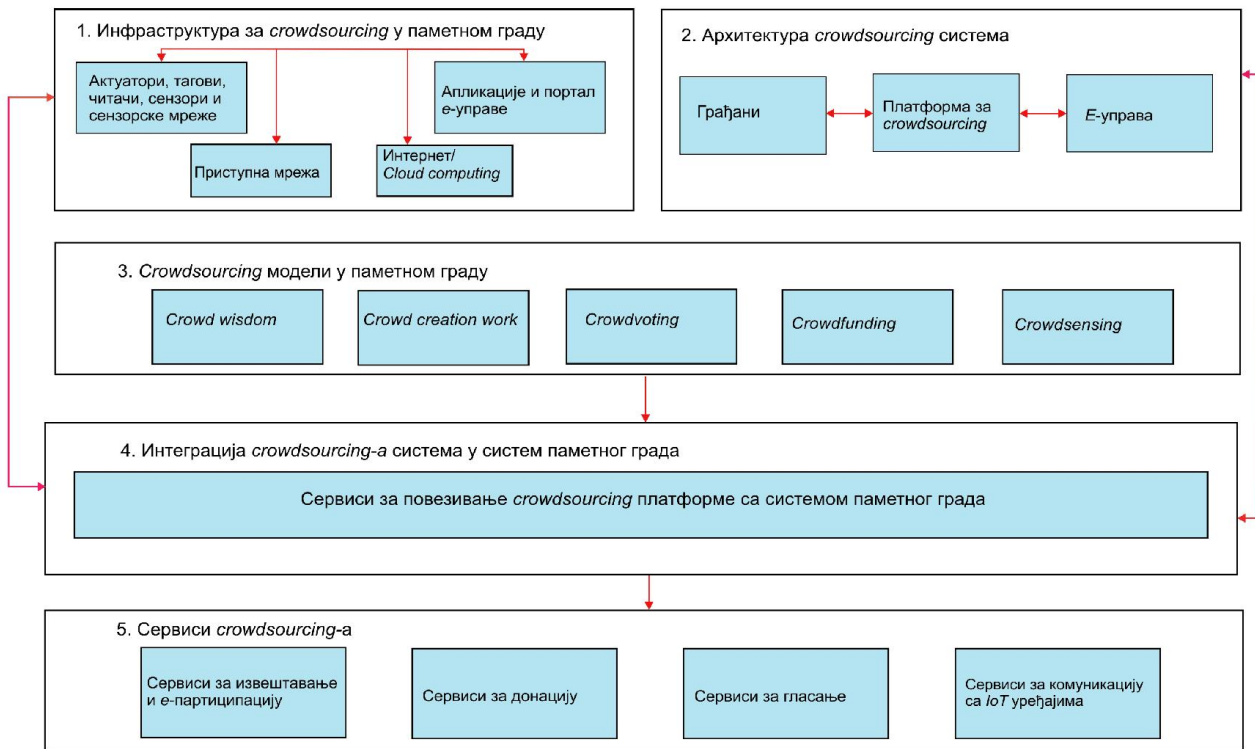 1. Инфраструктура за crowdsourcing у паметном граду
Актуатори, тагови,
читачи, сензори и
сензорске мреже
Апликације и портал
е-управе
Приступна мрежа
Интернет/
Cloud computing
2. Архитектура crowdsourcing система
Грађани
Платформа за
crowdsourcing
Е-управа
3. Crowdsourcing модели у паметном граду
Crowd wisdom
Crowd creation work
Crowdvoting
Crowdfunding
Crowdsensing
4. Интеграција crowdsourcing-а система у систем паметног града
Сервиси за повезивање crowdsourcing платформе са системом паметног града
5. Сервиси crowdsourcing-а
Сервиси за извештавање
и е-партиципацију
Сервиси за донацију
Сервиси за гласање
Сервиси за комуникацију
са IoT уређајима